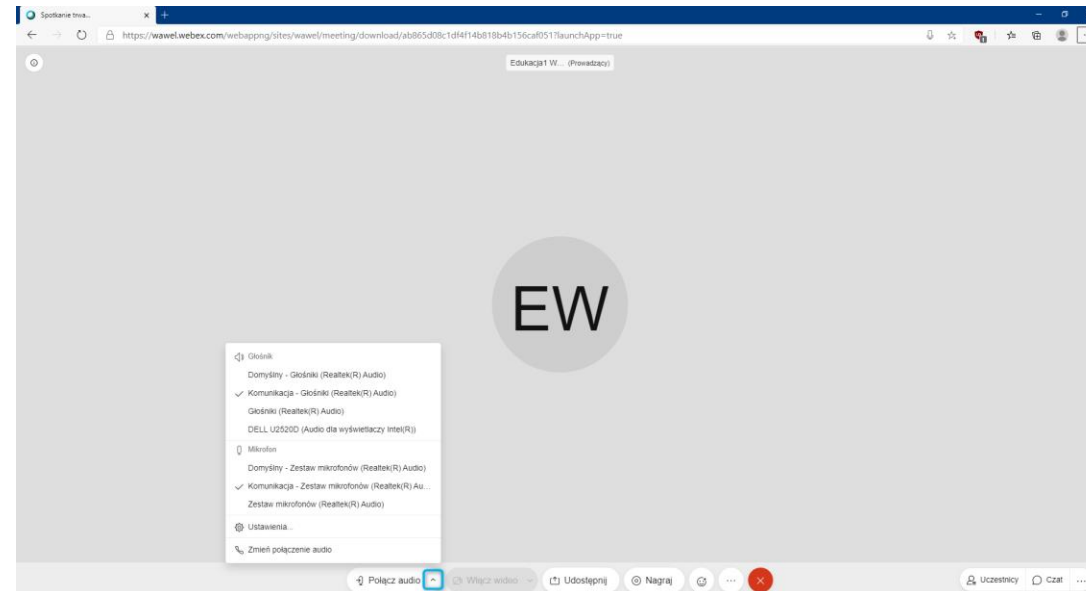 Spotkanie trwa...
https://wawel.webex.com/webappng/sites/wawel/meeting/download/ab865d08c1df4f14b818b4b156caf051?launchApp=true
Edukacja1 W... (Prowadzący)
EW
Głośnik
Domyślny - Głośniki (Realtek(R) Audio)
Komunikacja - Głośniki (Realtek(R) Audio)
Głośniki (Realtek(R) Audio)
DELL U2520D (Audio dla wyświetlaczy Intel(R))
Mikrofon
Domyślny - Zestaw mikrofonów (Realtek(R) Audio)
Komunikacja - Zestaw mikrofonów (Realtek(R) Au...
Zestaw mikrofonów (Realtek(R) Audio)
Ustawienia...
Zmień połączenie audio
Połącz audio Włącz wideo Udostępnij Nagraj Uczestnicy Czat